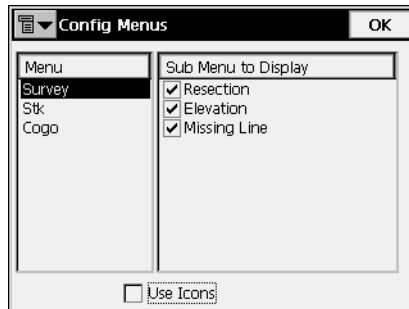 Config Menus OK
Menu Sub Menu to Display
Survey Resection
Stk Elevation
Cogo Missing Line
Use Icons